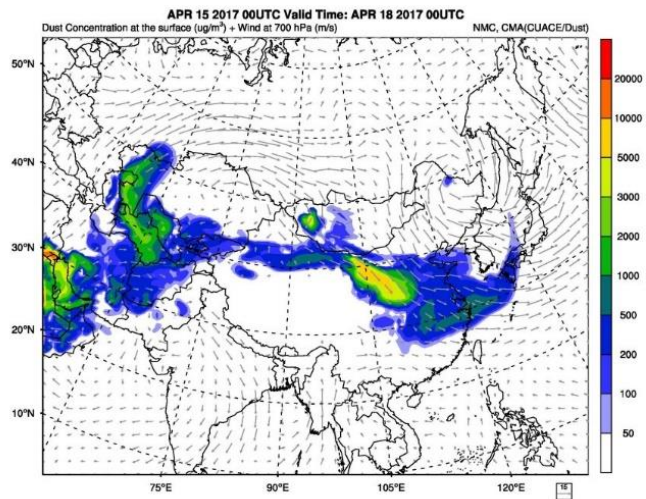 APR 15 2017 00UTC Valid Time: APR 18 2017 00UTC
Dust Concentration at the surface (ug/m³) + Wind at 700 hPa (m/s) NMC, CMA(CUACE/Dust)
50°N
40°N
30°N
20°N
10°N
75°E 90°E 105°E 120°E
20000
10000
5000
3000
2000
1000
500
200
100
50
10